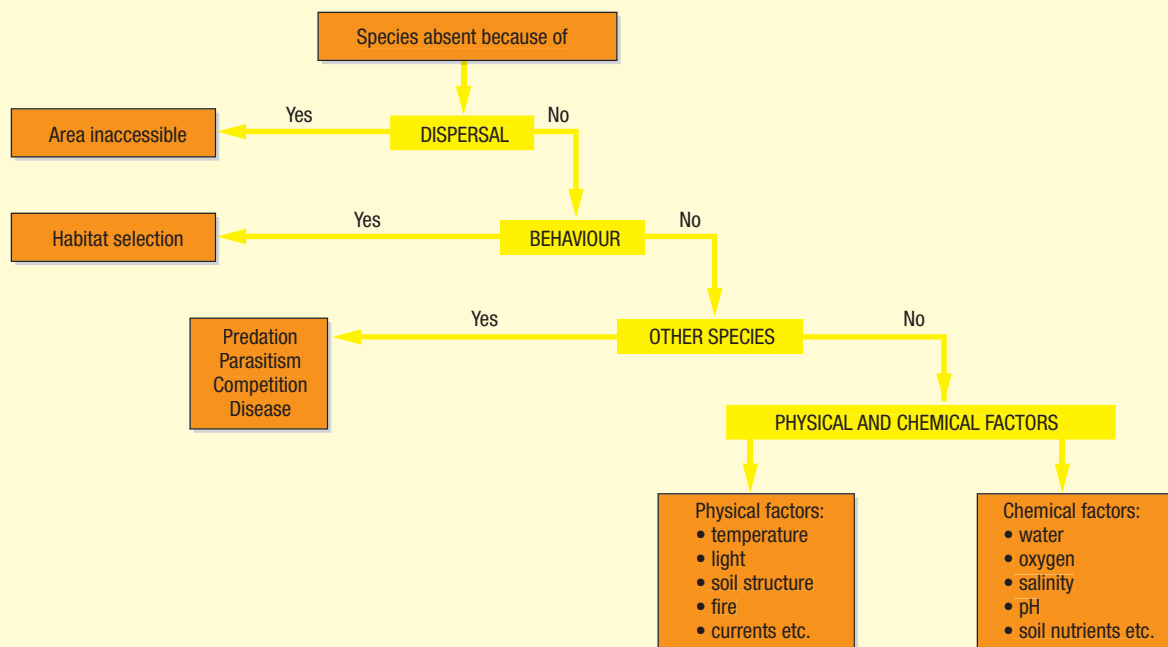 Species absent because of
Yes
No
Area inaccessible
DISPERSAL
Yes
No
Habitat selection
BEHAVIOUR
Yes
No
Predation
Parasitism
Competition
Disease
OTHER SPECIES
PHYSICAL AND CHEMICAL FACTORS
Physical factors:
• temperature
• light
• soil structure
• fire
• currents etc.
Chemical factors:
• water
• oxygen
• salinity
• pH
• soil nutrients etc.